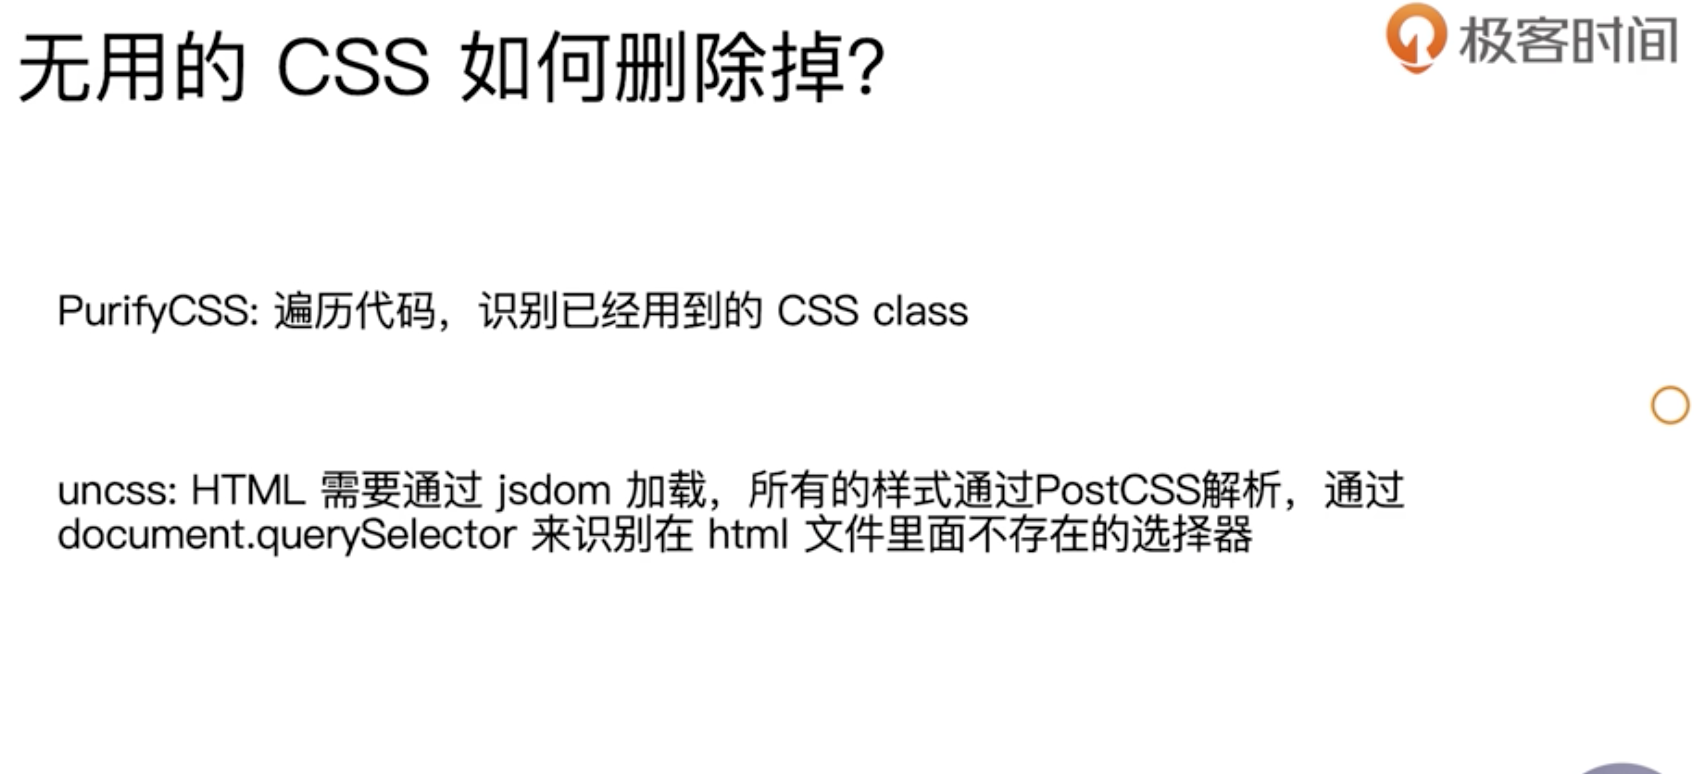 无用的 CSS 如何删除掉?
极客时间
PurifyCSS: 遍历代码，识别已经用到的 CSS class
uncss: HTML 需要通过 jsdom 加载，所有的样式通过PostCSS解析，通过
document.querySelector 来识别在 html 文件里面不存在的选择器